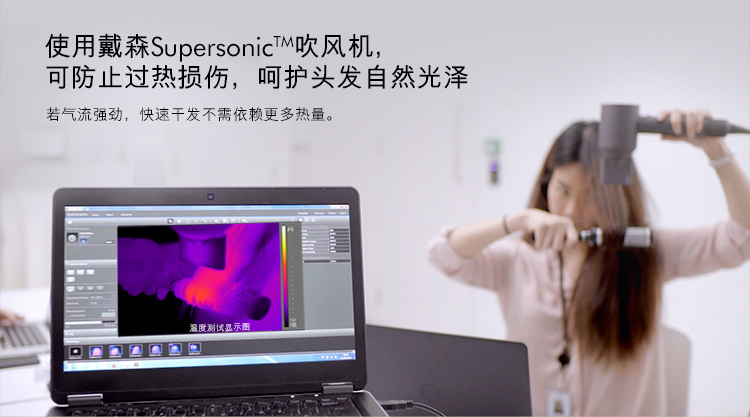 使用戴森Supersonic™吹风机，
可防止过热损伤，呵护头发自然光泽
若气流强劲，快速干发不需依赖更多热量。
温度测试显示图